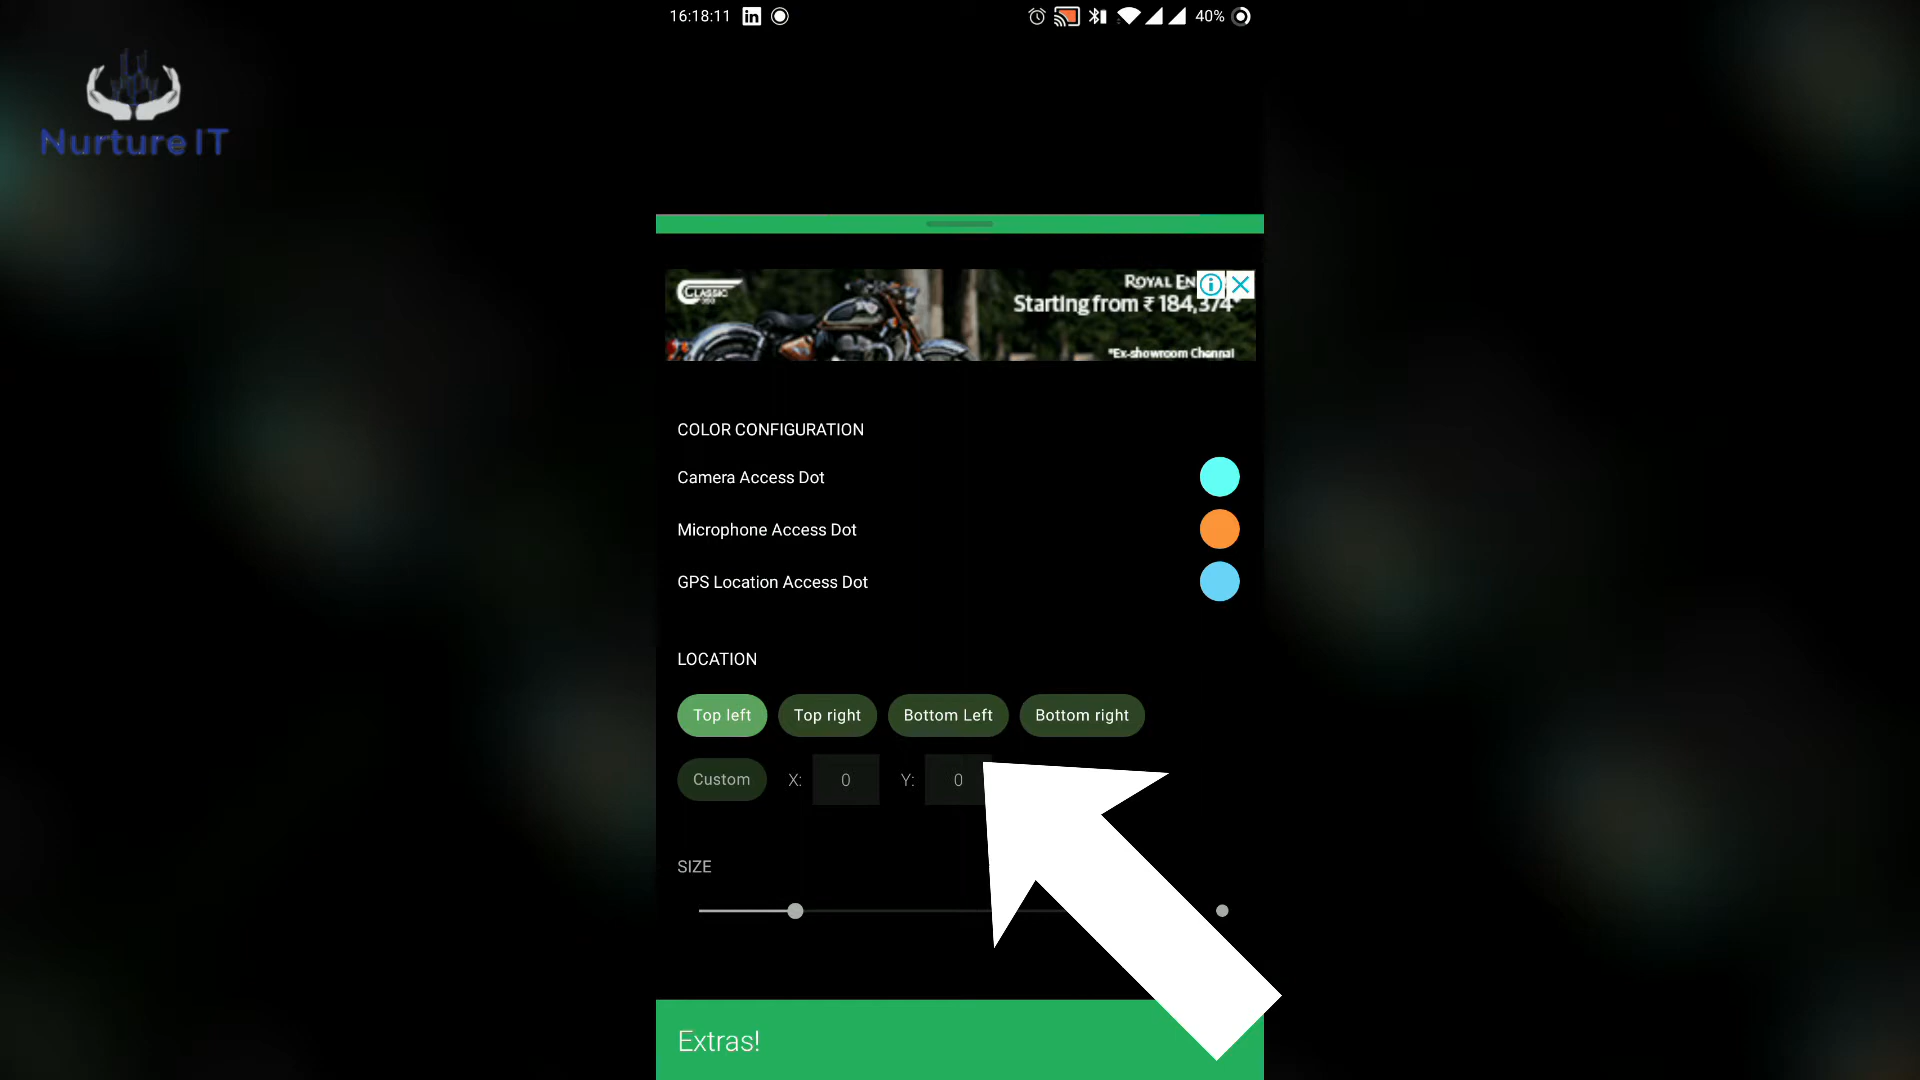 16:18:11
40%
Nurture IT
CLASSIC
ROYAL EN
Starting from ₹ 184,374*
*Ex-showroom Chennai
COLOR CONFIGURATION
Camera Access Dot
Microphone Access Dot
GPS Location Access Dot
LOCATION
Top left
Top right
Bottom Left
Bottom right
Custom
X:
0
Y:
0
SIZE
Extras!